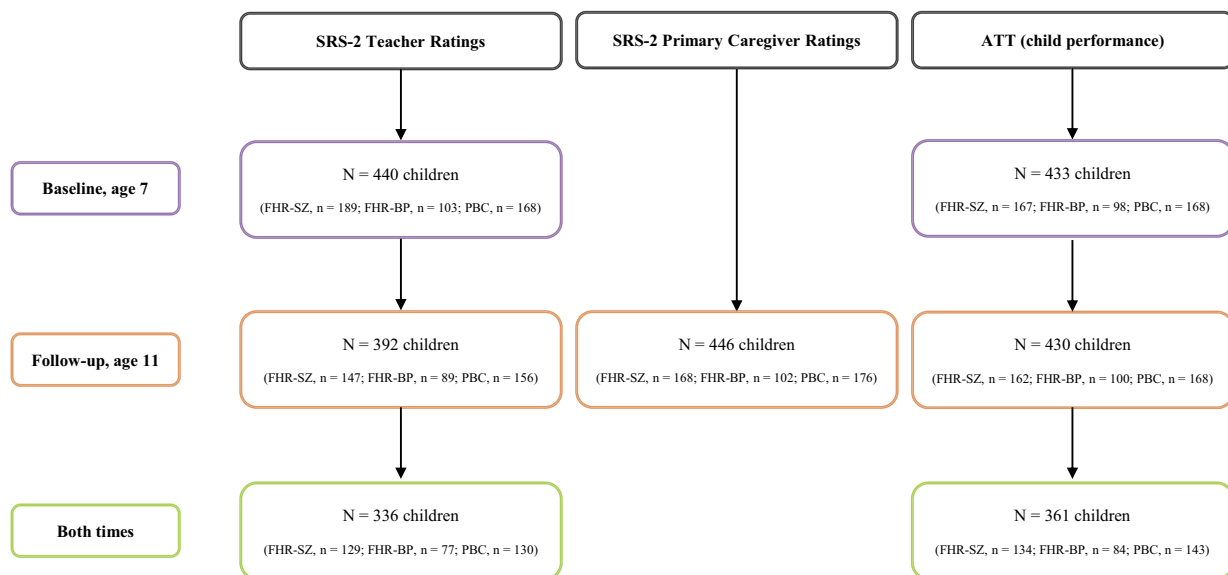 SRS-2 Teacher Ratings
SRS-2 Primary Caregiver Ratings
ATT (child performance)
Baseline, age 7
N = 440 children
(FHR-SZ, n = 189; FHR-BP, n = 103; PBC, n = 168)
N = 433 children
(FHR-SZ, n = 167; FHR-BP, n = 98; PBC, n = 168)
Follow-up, age 11
N = 392 children
(FHR-SZ, n = 147; FHR-BP, n = 89; PBC, n = 156)
N = 446 children
(FHR-SZ, n = 168; FHR-BP, n = 102; PBC, n = 176)
N = 430 children
(FHR-SZ, n = 162; FHR-BP, n = 100; PBC, n = 168)
Both times
N = 336 children
(FHR-SZ, n = 129; FHR-BP, n = 77; PBC, n = 130)
N = 361 children
(FHR-SZ, n = 134; FHR-BP, n = 84; PBC, n = 143)